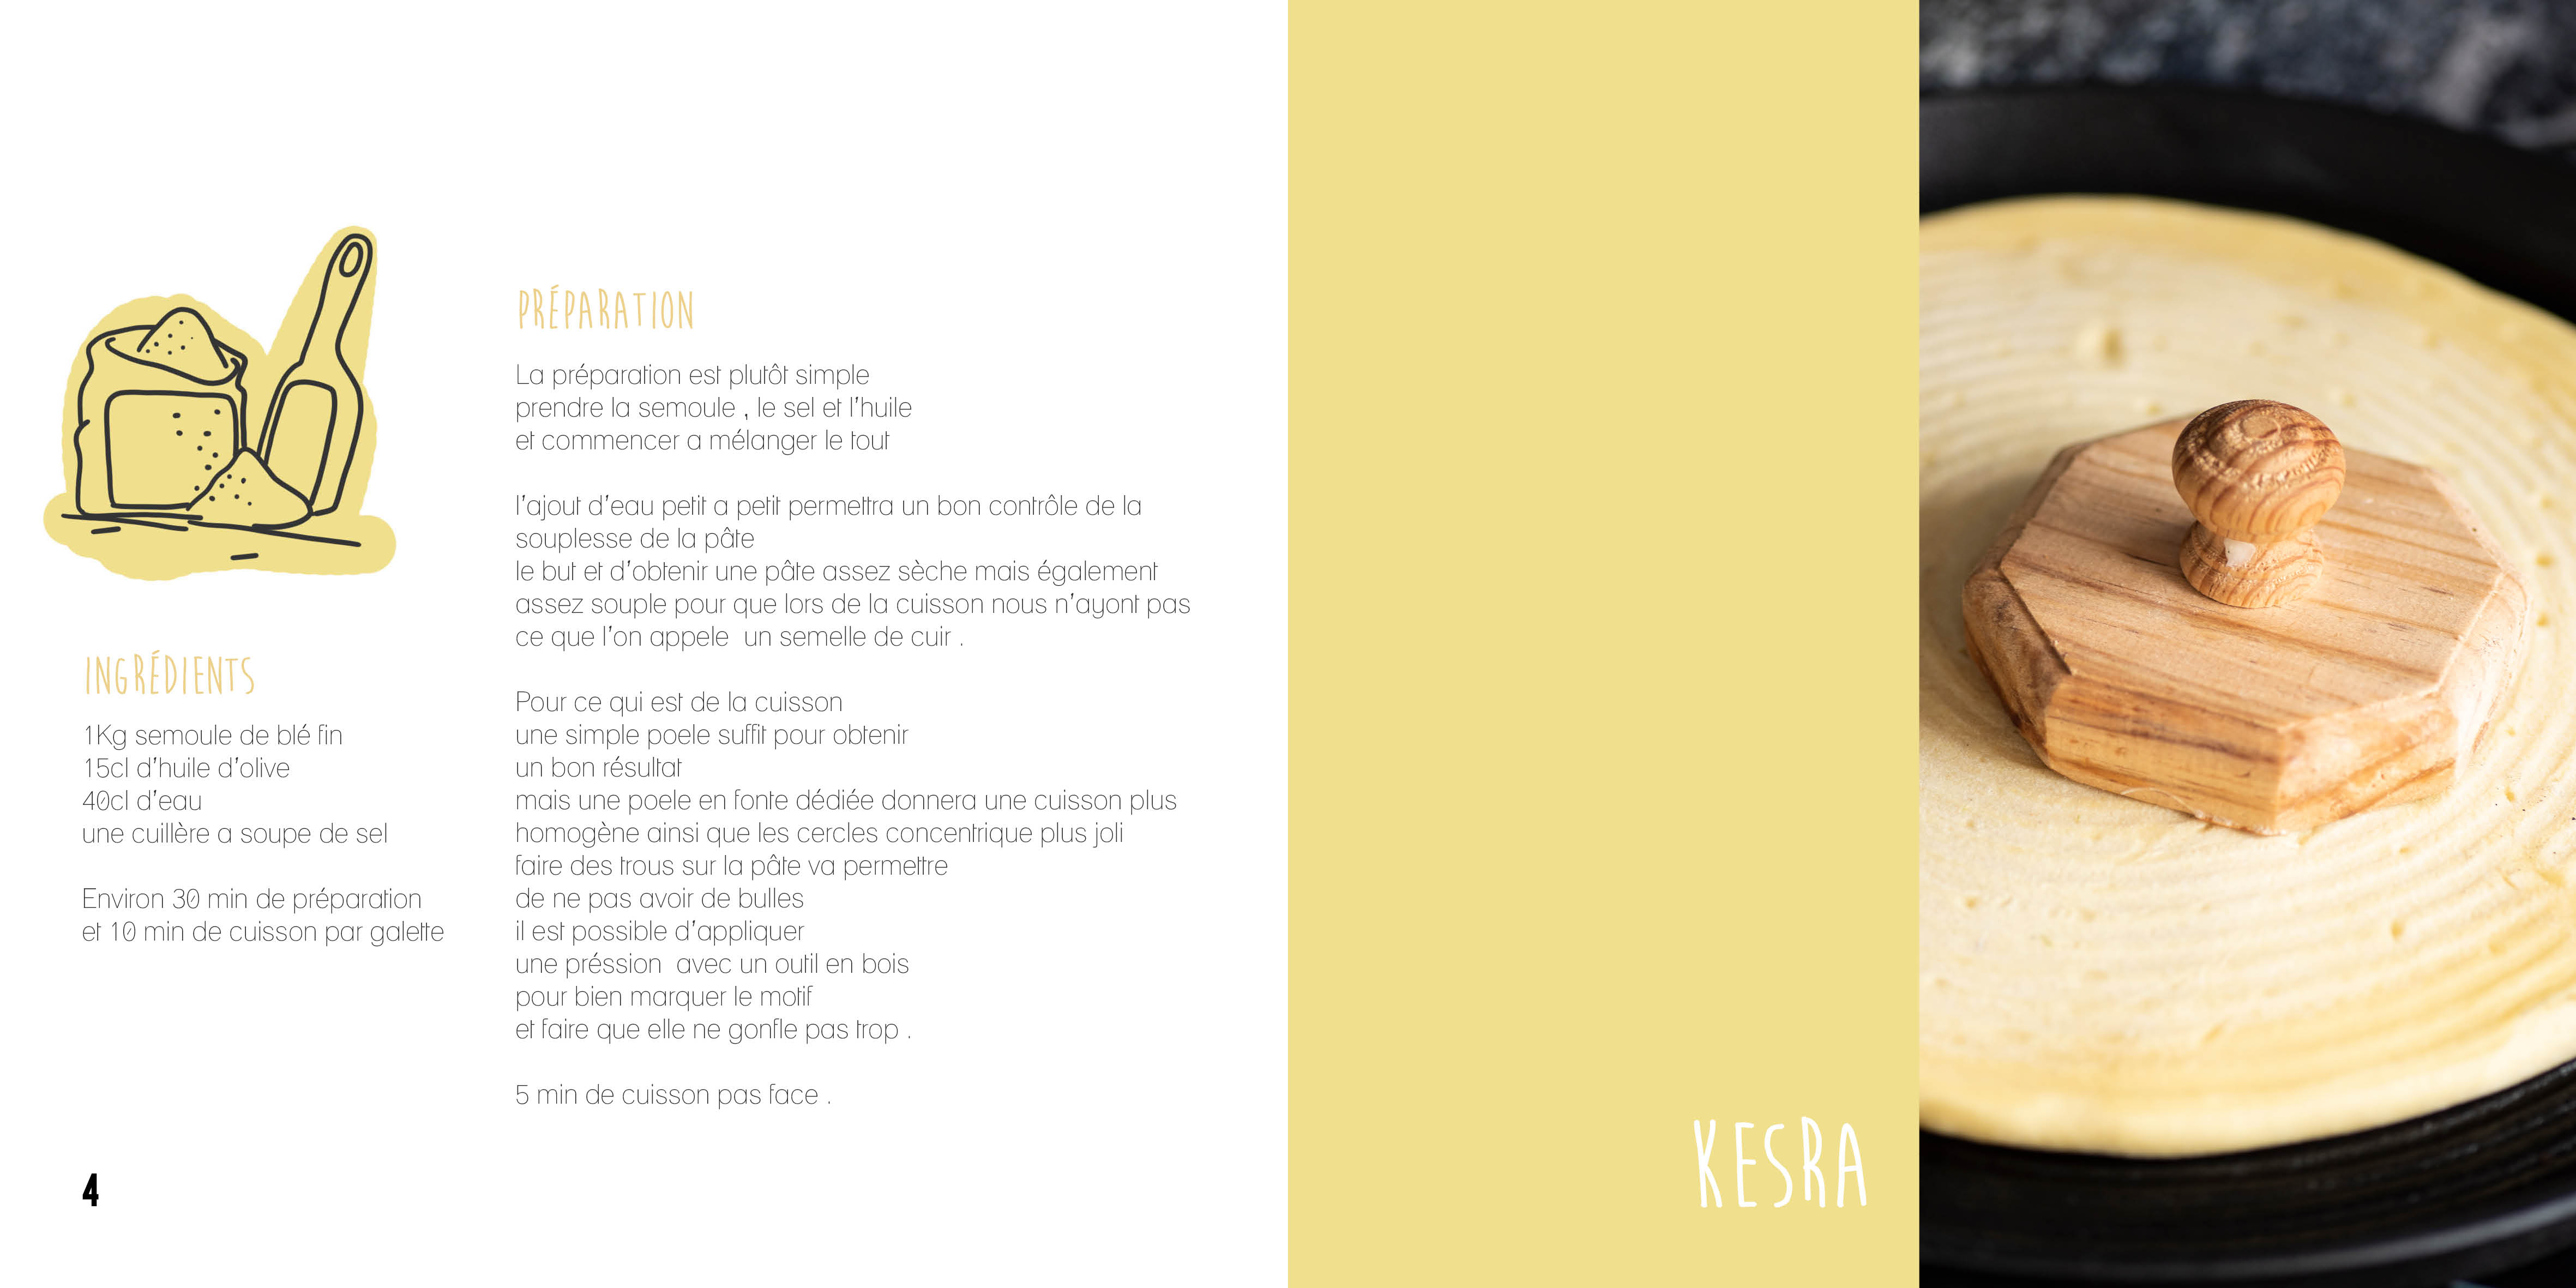 INGRÉDIENTS
1Kg semoule de blé fin
15cl d'huile d'olive
40cl d'eau
une cuillère a soupe de sel
Environ 30 min de préparation
et 10 min de cuisson par galette
PRÉPARATION
La préparation est plutôt simple
prendre la semoule , le sel et l'huile
et commencer a mélanger le tout
l'ajout d'eau petit a petit permettra un bon contrôle de la
souplesse de la pâte
le but et d'obtenir une pâte assez sèche mais également
assez souple pour que lors de la cuisson nous n'ayont pas
ce que l'on appele  un semelle de cuir .
Pour ce qui est de la cuisson
une simple poele suffit pour obtenir
un bon résultat
mais une poele en fonte dédiée donnera une cuisson plus
homogène ainsi que les cercles concentrique plus joli
faire des trous sur la pâte va permettre
de ne pas avoir de bulles
il est possible d'appliquer
une préssion  avec un outil en bois
pour bien marquer le motif
et faire que elle ne gonfle pas trop .
5 min de cuisson pas face .
4
KESRA